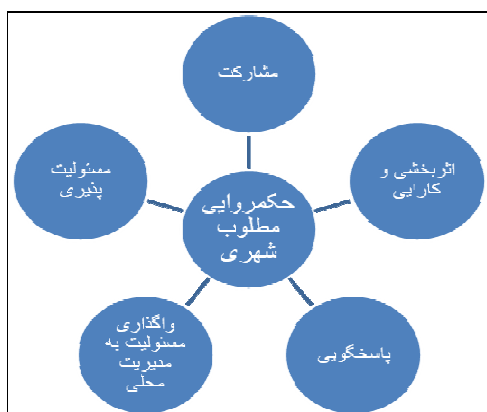 مشارکت
اثربخشی و
کارایی
پاسخگویی
واگذاری
مسئولیت به
مدیریت
محلی
مسئولیت
پذیری
حکمروایی
مطلوب
شهری